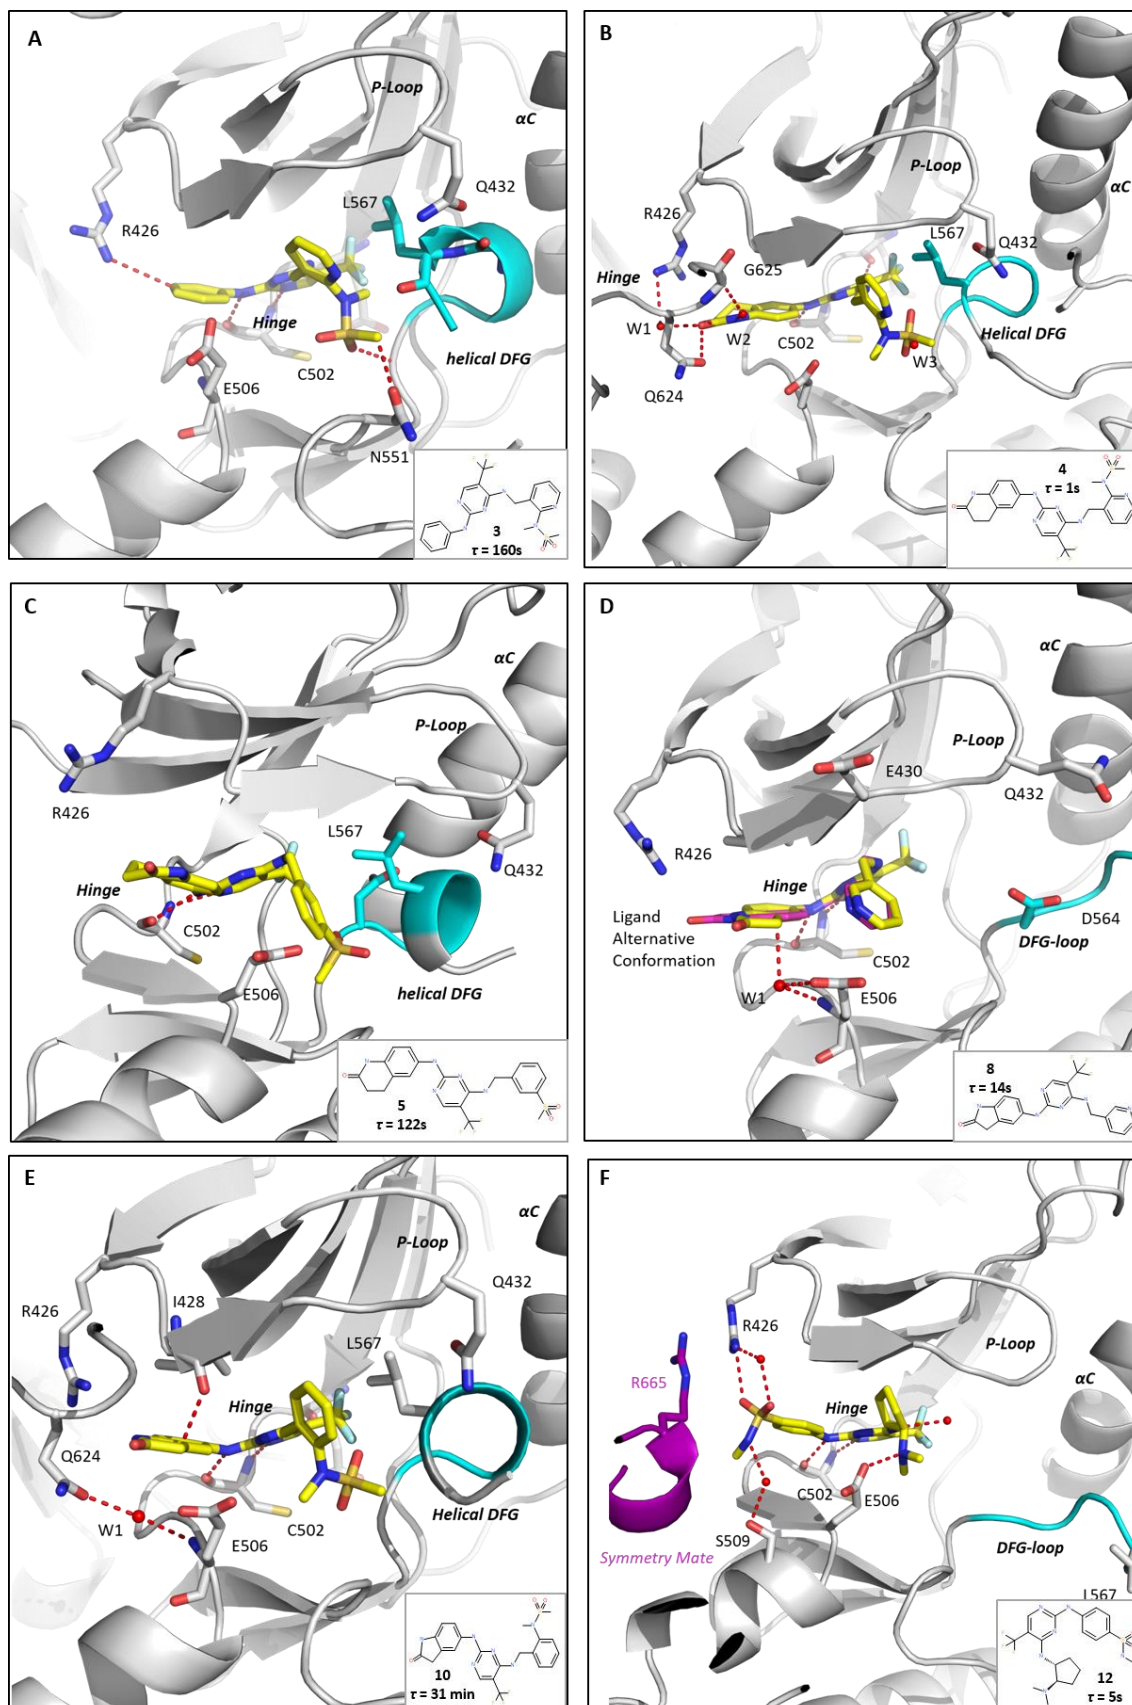 A
P-Loop
αC
Q432
L567
R426
Hinge
helical DFG
C502
E506
N551
3
τ = 160s
B
P-Loop
αC
R426
L567
Q432
Hinge
G625
W1
W2
Helical DFG
C502
W3
Q624
4
τ = 1s
C
αC
P-Loop
R426
L567
Q432
Hinge
C502
E506
helical DFG
5
τ = 122s
D
αC
P-Loop
E430
Q432
R426
Hinge
Ligand
Alternative
Conformation
D564
DFG-loop
C502
W1
E506
8
τ = 14s
E
αC
P-Loop
Q432
I428
R426
L567
Hinge
Q624
Helical DFG
W1
C502
E506
10
τ = 31 min
F
R426
P-Loop
R665
αC
Hinge
C502
E506
S509
Symmetry Mate
DFG-loop
L567
12
τ = 5s